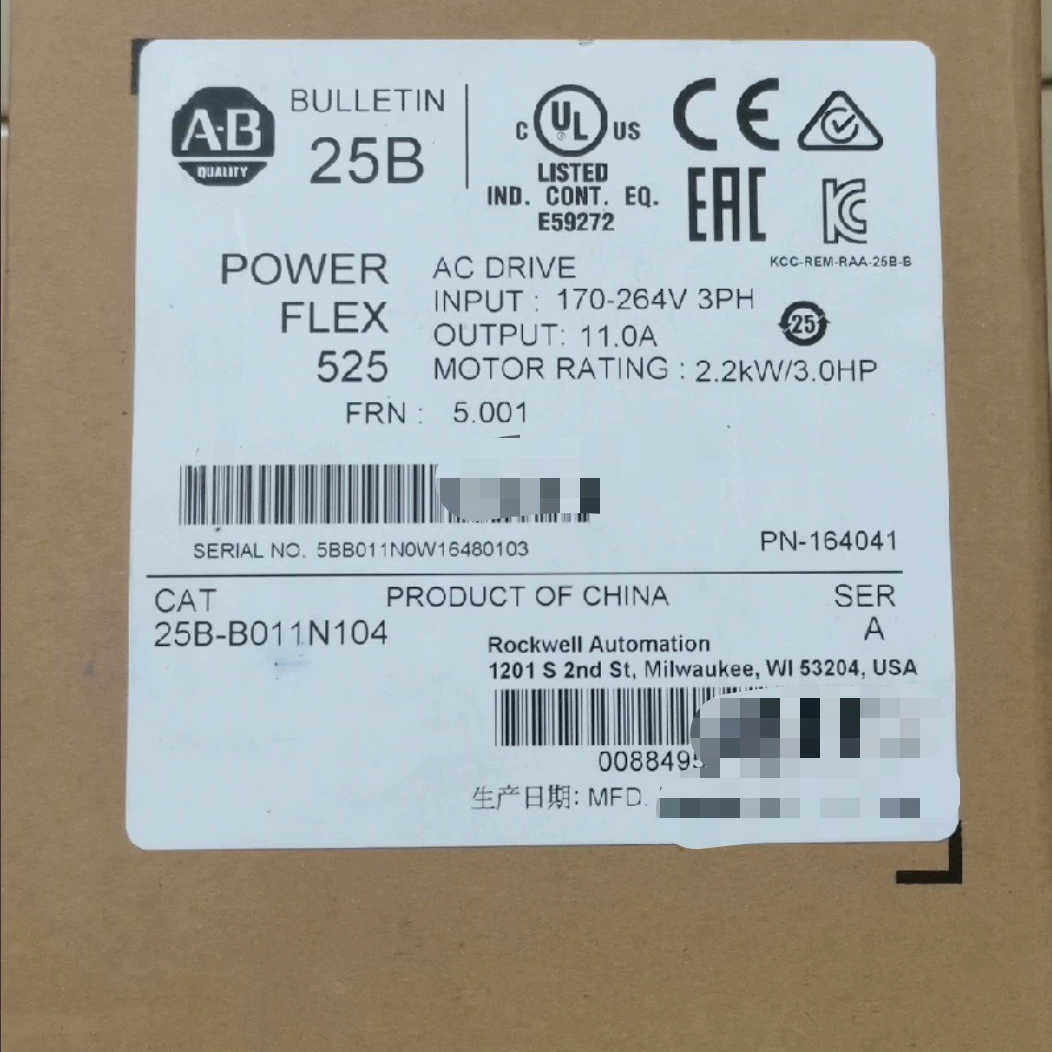 A-B
QUALITY
BULLETIN
25B
C UL US
LISTED
IND. CONT. EQ.
E59272
CE
EAC
KC
KCC-REM-RAA-25B-B
POWER
FLEX
525
AC DRIVE
INPUT : 170-264V 3PH
OUTPUT: 11.0A
MOTOR RATING : 2.2kW/3.0HP
25
FRN : 5.001
SERIAL NO. 5BB011N0W16480103
PN-164041
CAT
25B-B011N104
PRODUCT OF CHINA
SER
A
Rockwell Automation
1201 S 2nd St, Milwaukee, WI 53204, USA
0088495
生产日期: MFD.